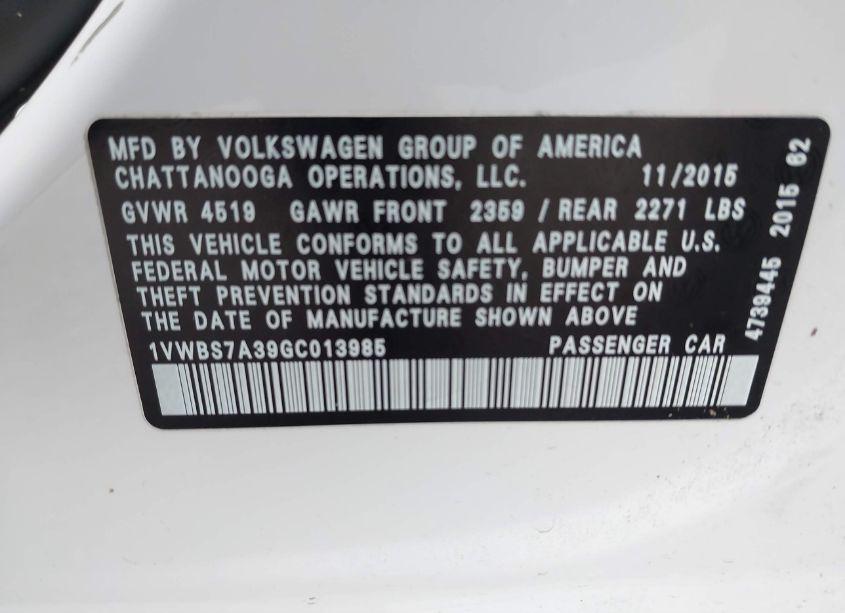 MFD BY VOLKSWAGEN GROUP OF AMERICA
CHATTANOOGA OPERATIONS, LLC. 11/2015
GVWR 4519 GAWR FRONT 2359 / REAR 2271 LBS
THIS VEHICLE CONFORMS TO ALL APPLICABLE U.S.
FEDERAL MOTOR VEHICLE SAFETY, BUMPER AND
THEFT PREVENTION STANDARDS IN EFFECT ON
THE DATE OF MANUFACTURE SHOWN ABOVE
1VWBS7A39GC013985 PASSENGER CAR
4739445 2015 62